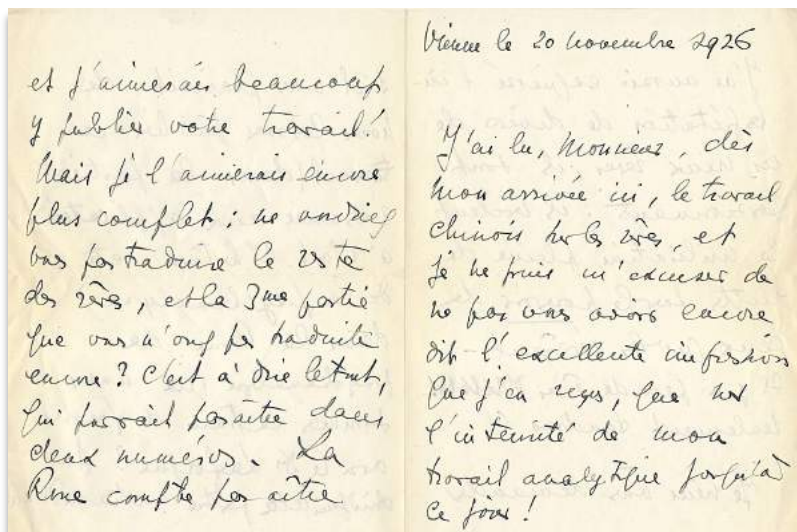 Vienne le 20 novembre 1926
J'ai lu, Monsieur, dès
mon arrivée ici, le travail
chinois sur les rêves, et
je ne puis m'excuser de
ne pas vous avoir encore
dit l'excellente impression
que j'en reçus, que sur
l'intensité de mon
travail analytique jusqu'à
ce jour !
et j'aimerais beaucoup
y publier votre travail !
Mais je l'aimerais encore
plus complet : ne voudriez
vous pas traduire le reste
des rêves, et la 3me partie
que vous n'avez pas traduite
encore ? C'est à dire le tout,
qui pourrait paraître dans
deux numéros. La
Revue compte paraître